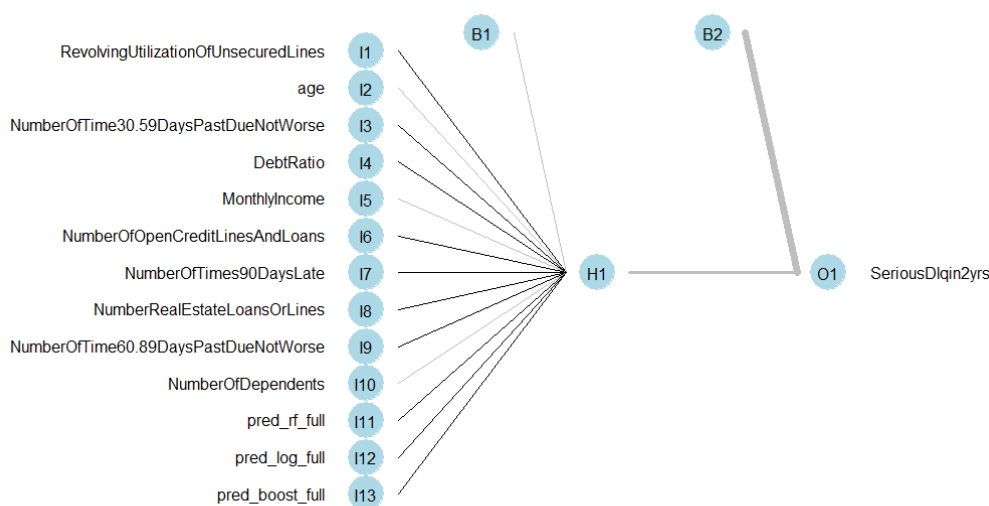 B1
B2
RevolvingUtilizationOfUnsecuredLines I1
age I2
NumberOfTime30.59DaysPastDueNotWorse I3
DebtRatio I4
MonthlyIncome I5
NumberOfOpenCreditLinesAndLoans I6
NumberOfTimes90DaysLate I7
H1
O1
SeriousDlqin2yrs
NumberRealEstateLoansOrLines I8
NumberOfTime60.89DaysPastDueNotWorse I9
NumberOfDependents I10
pred_rf_full I11
pred_log_full I12
pred_boost_full I13